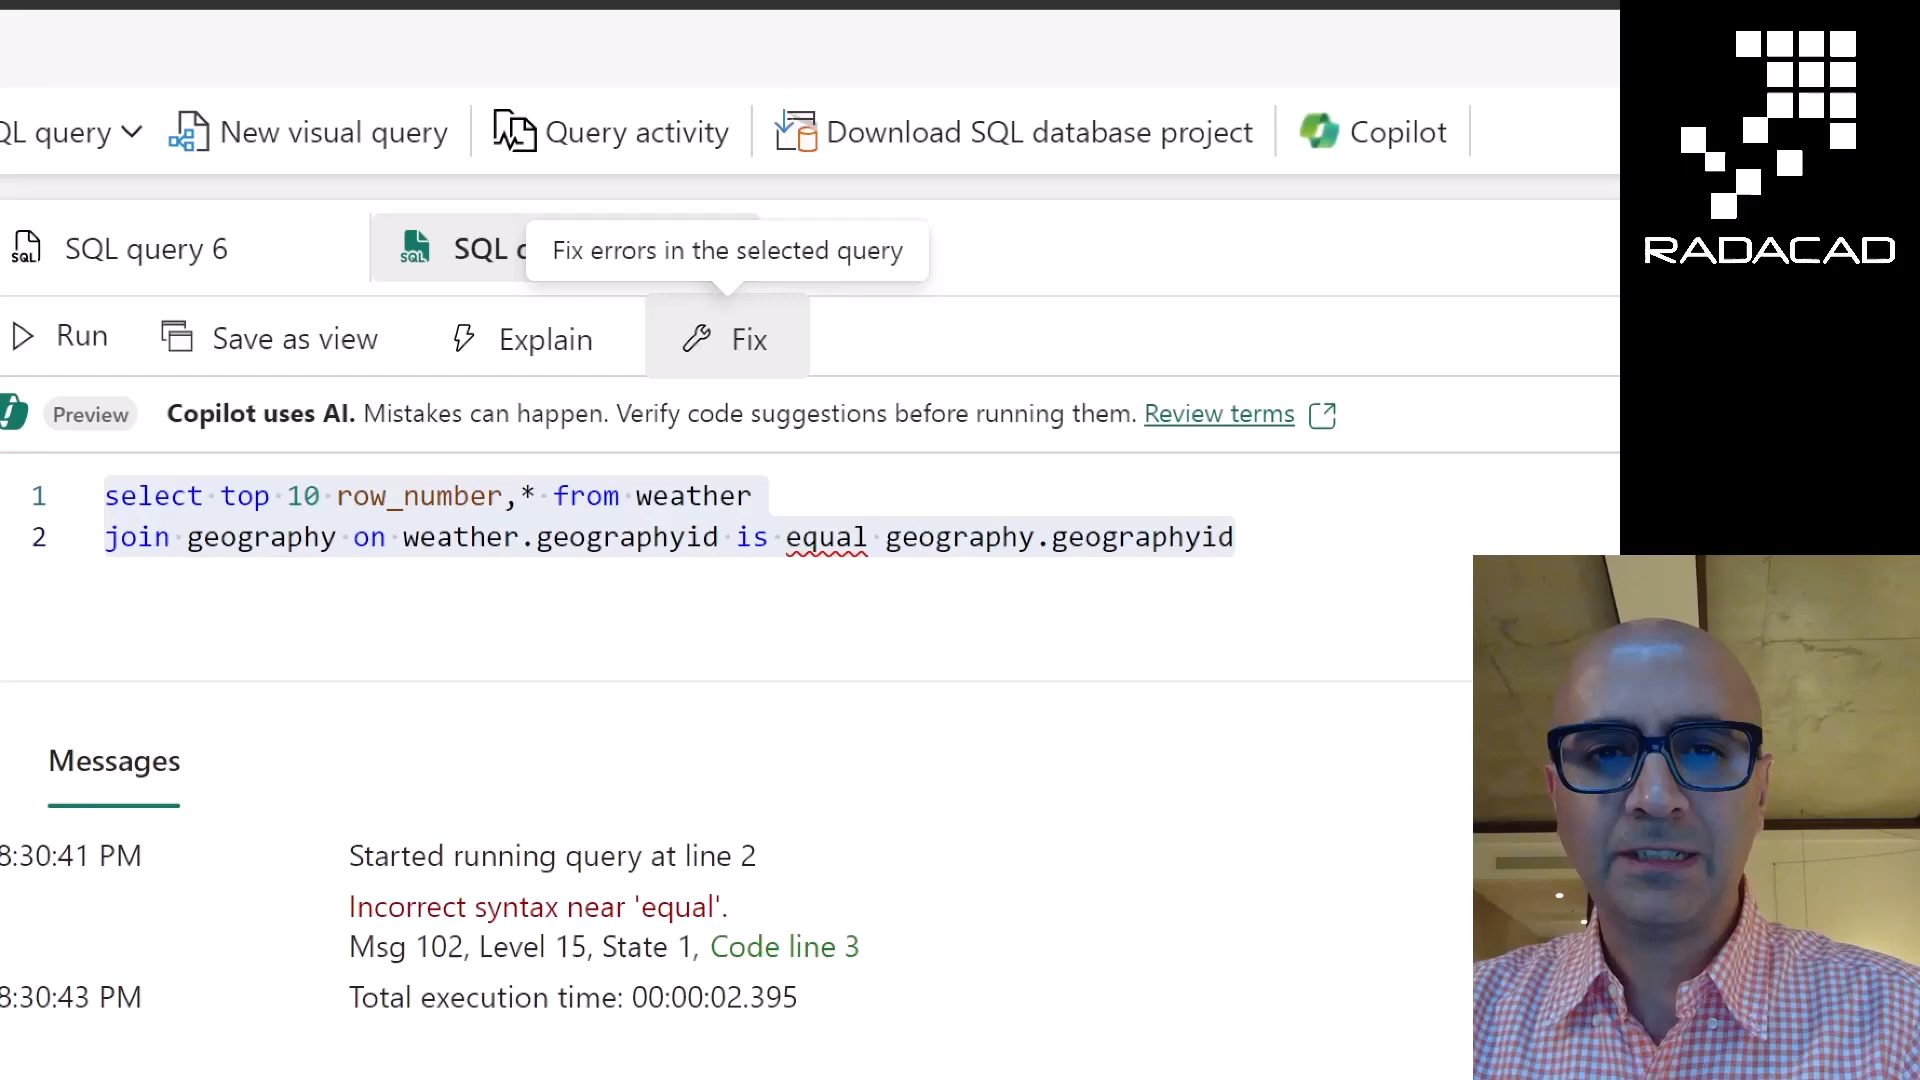 QL query
New visual query
Query activity
Download SQL database project
Copilot
RADACAD
SQL query 6
SQL
Fix errors in the selected query
Run
Save as view
Explain
Fix
Preview
Copilot uses AI. Mistakes can happen. Verify code suggestions before running them. Review terms
1 select top 10 row_number,* from weather
2 join geography on weather.geographyid is equal geography.geographyid
Messages
8:30:41 PM Started running query at line 2
Incorrect syntax near 'equal'.
Msg 102, Level 15, State 1, Code line 3
8:30:43 PM Total execution time: 00:00:02.395